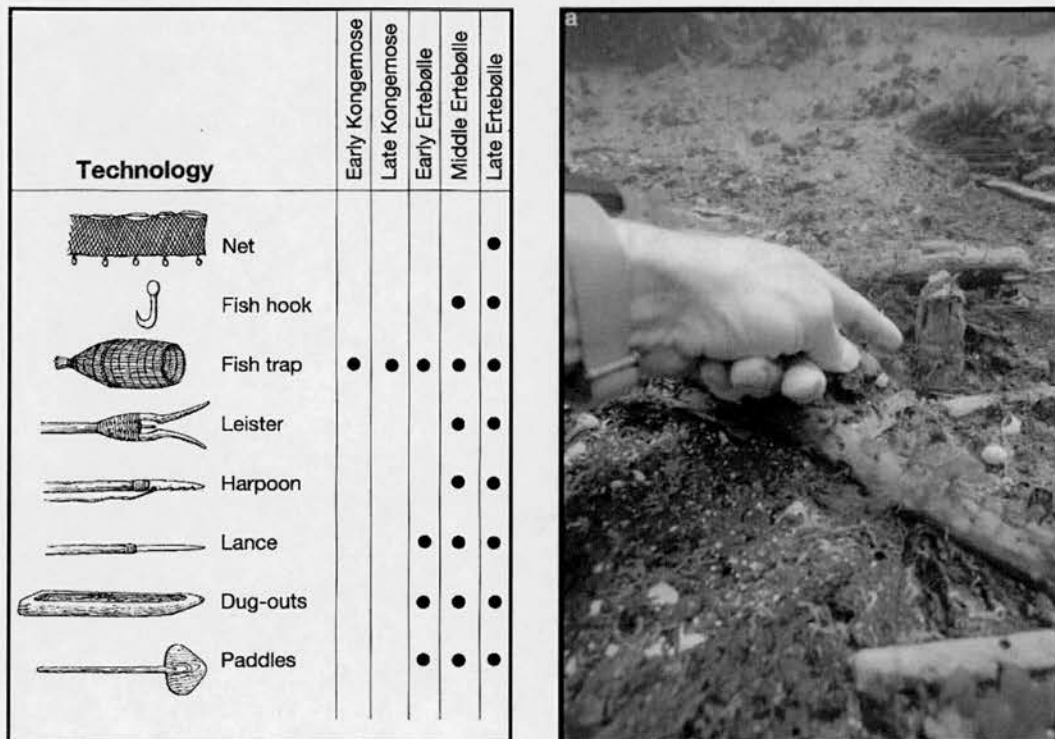 Technology
Early Kongemose
Late Kongemose
Early Ertebølle
Middle Ertebølle
Late Ertebølle
Net
Fish hook
Fish trap
Leister
Harpoon
Lance
Dug-outs
Paddles
a